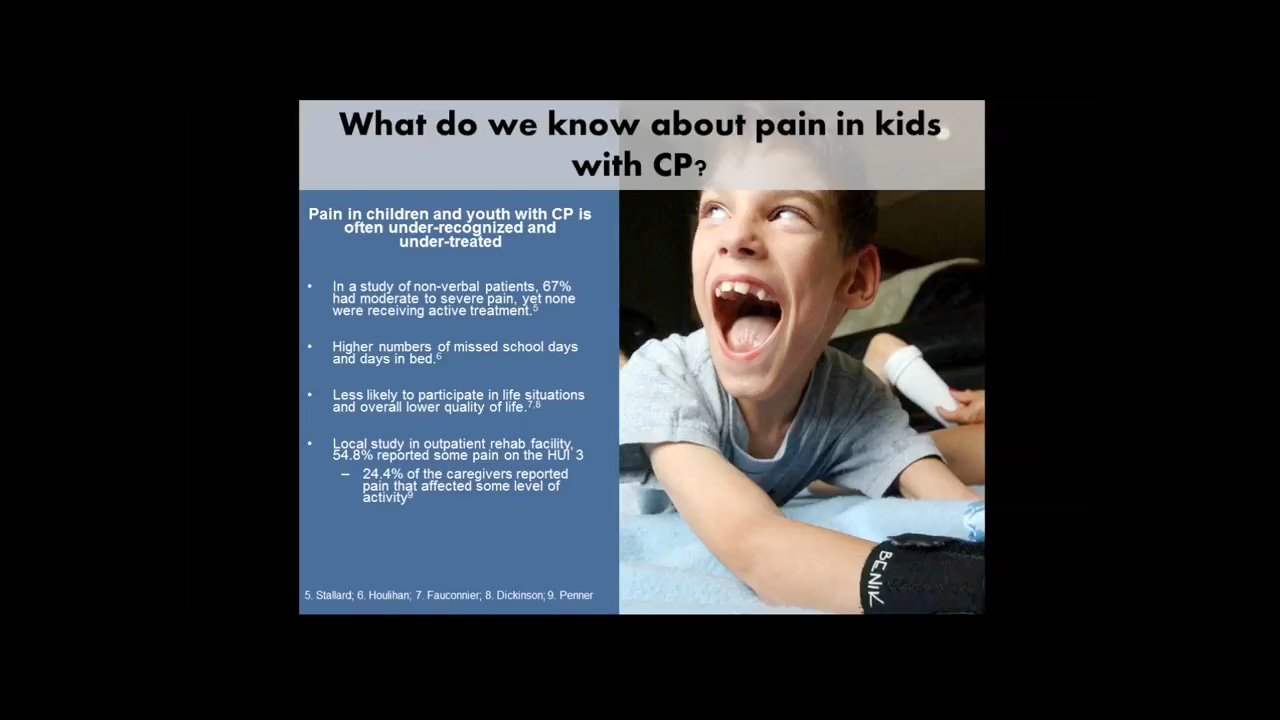 What do we know about pain in kids
with CP?
Pain in children and youth with CP is
often under-recognized and
under-treated
• In a study of non-verbal patients, 67%
had moderate to severe pain, yet none
were receiving active treatment.5
• Higher numbers of missed school days
and days in bed.6
• Less likely to participate in life situations
and overall lower quality of life.7,8
• Local study in outpatient rehab facility,
54.8% reported some pain on the HUI 3
– 24.4% of the caregivers reported
pain that affected some level of
activity9
5. Stallard; 6. Houlihan; 7. Fauconnier; 8. Dickinson; 9. Penner
BENIK